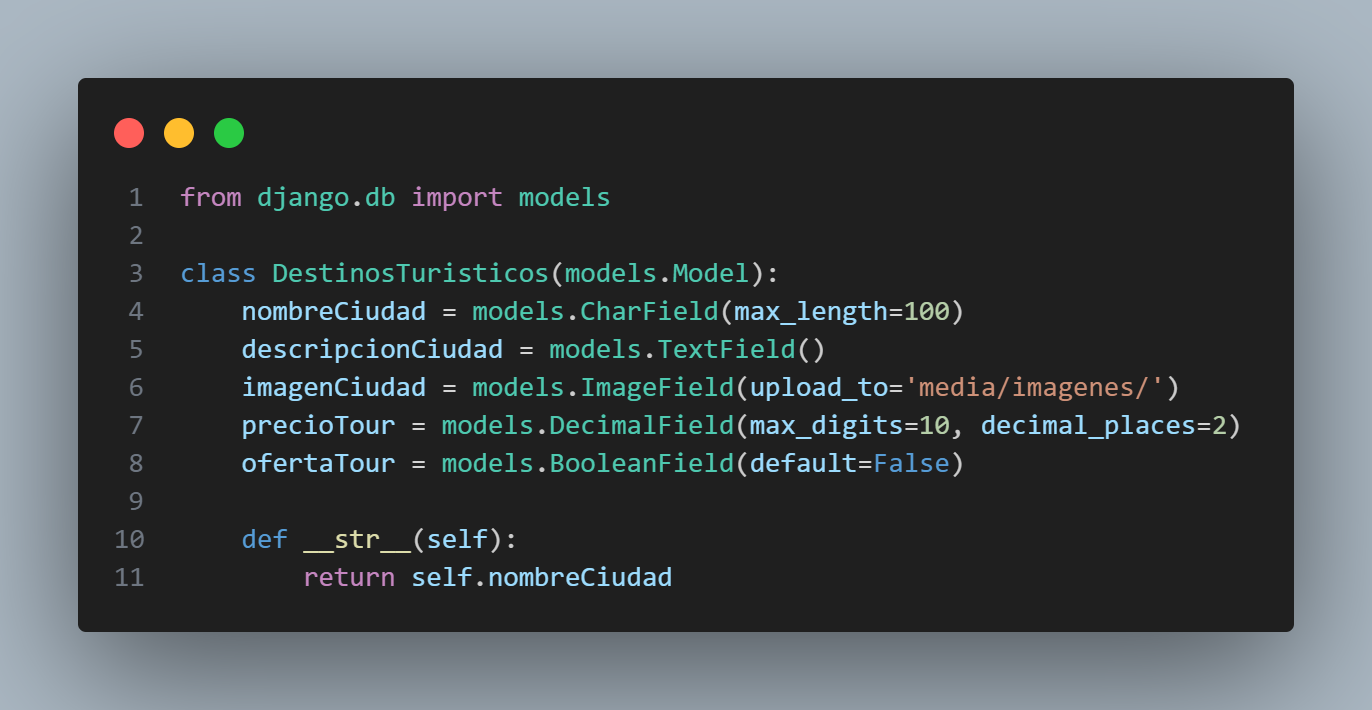 1 from django.db import models
2
3 class DestinosTuristicos(models.Model):
4     nombreCiudad = models.CharField(max_length=100)
5     descripcionCiudad = models.TextField()
6     imagenCiudad = models.ImageField(upload_to='media/imagenes/')
7     precioTour = models.DecimalField(max_digits=10, decimal_places=2)
8     ofertaTour = models.BooleanField(default=False)
9
10     def __str__(self):
11         return self.nombreCiudad